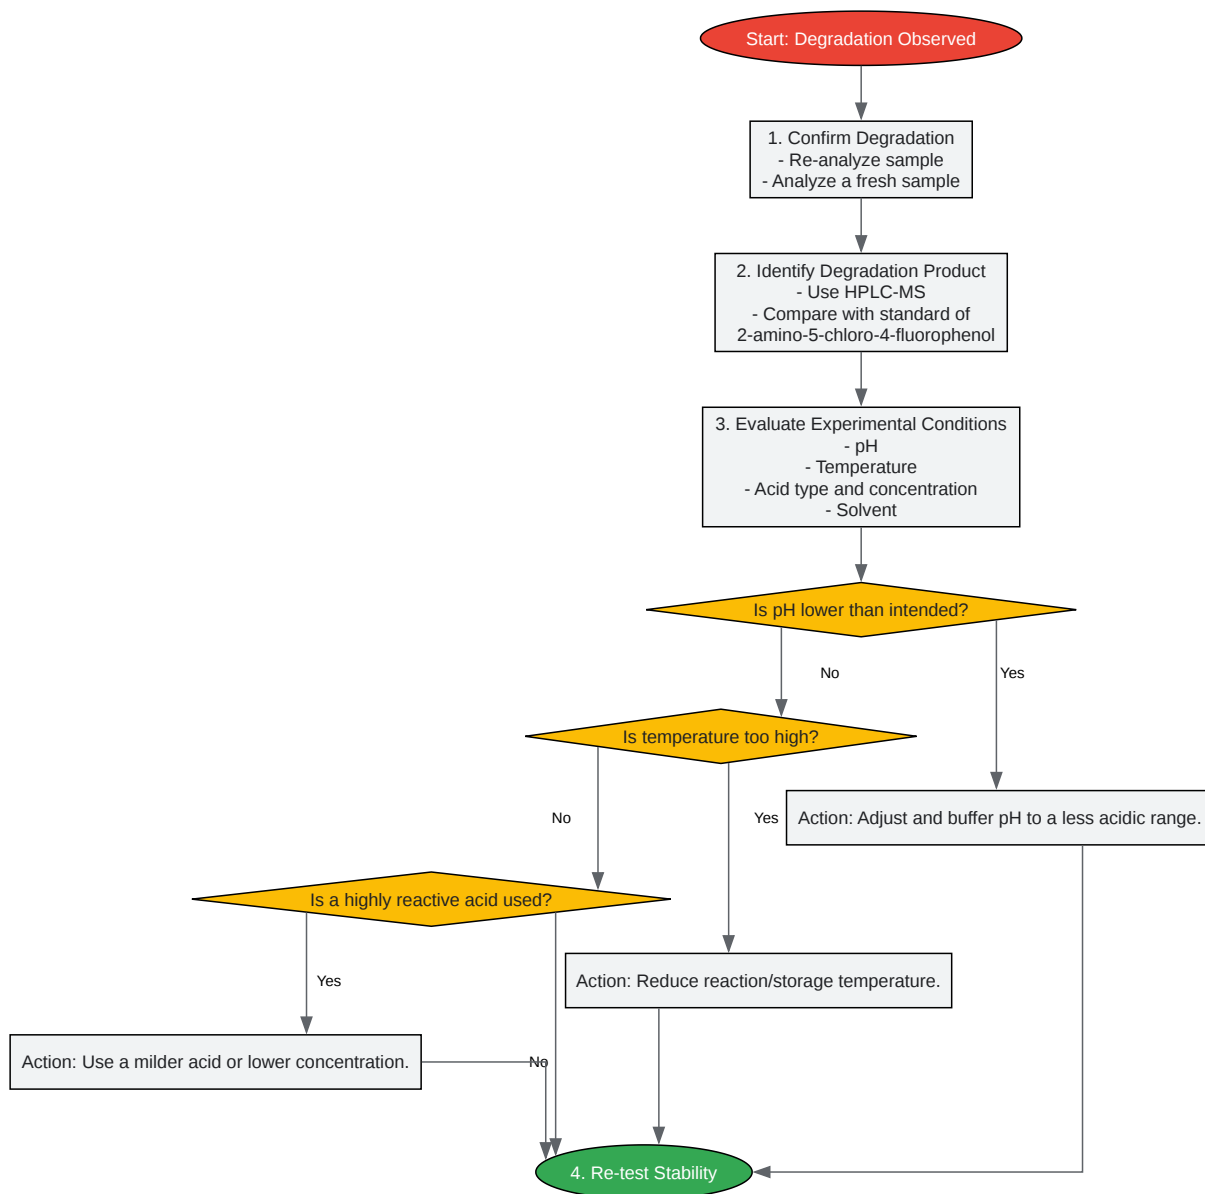 Start: Degradation Observed
1. Confirm Degradation
- Re-analyze sample
- Analyze a fresh sample
2. Identify Degradation Product
- Use HPLC-MS
- Compare with standard of
2-amino-5-chloro-4-fluorophenol
3. Evaluate Experimental Conditions
- pH
- Temperature
- Acid type and concentration
- Solvent
Is pH lower than intended?
No
Yes
Is temperature too high?
No
Yes
Action: Adjust and buffer pH to a less acidic range.
Is a highly reactive acid used?
Yes
Action: Reduce reaction/storage temperature.
Action: Use a milder acid or lower concentration.
No
4. Re-test Stability